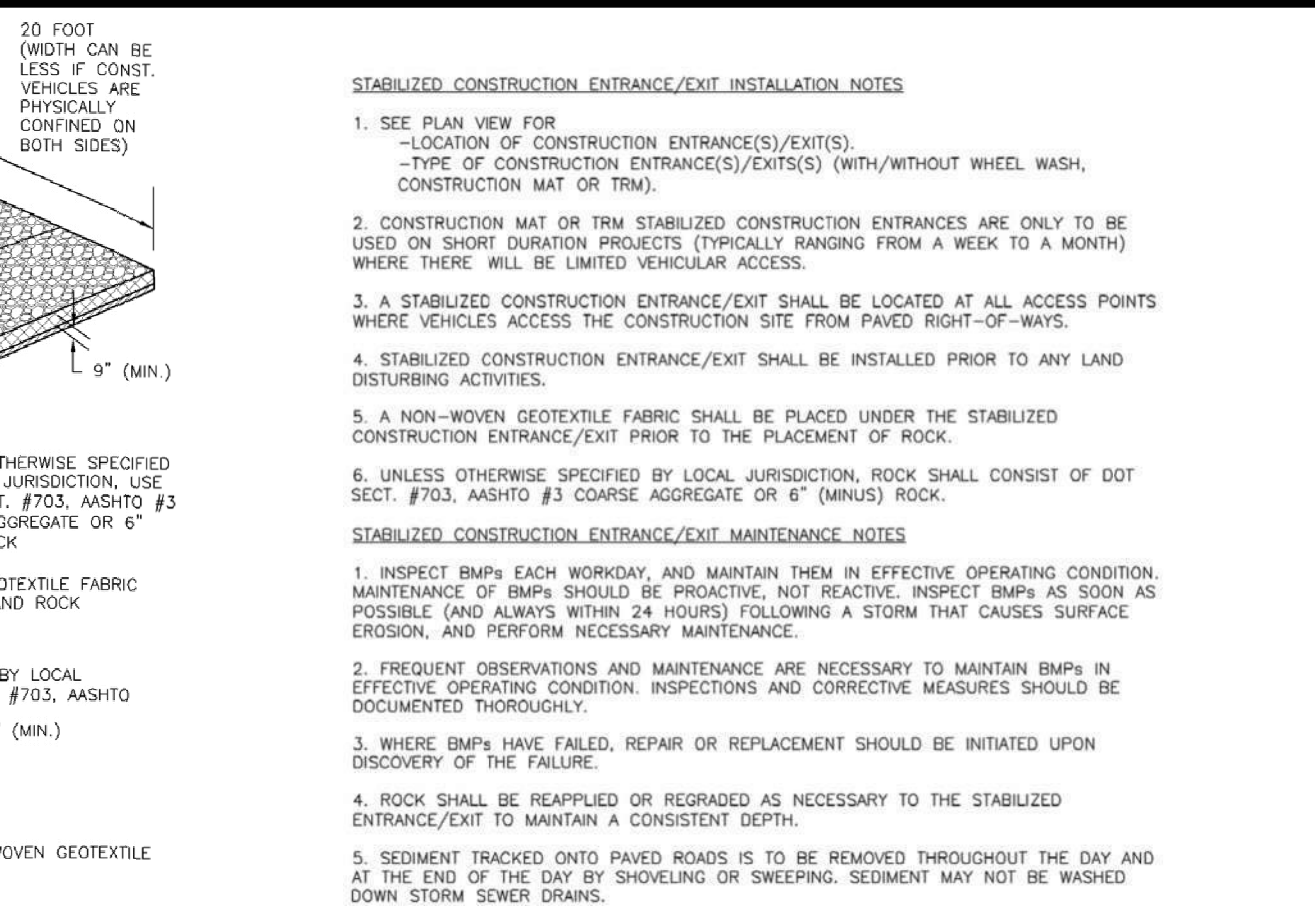 20 FOOT
(WIDTH CAN BE
LESS IF CONST.
VEHICLES ARE
PHYSICALLY
CONFINED ON
BOTH SIDES)
9" (MIN.)
THERWISE SPECIFIED
JURISDICTION, USE
T. #703, AASHTO #3
GGREGATE OR 6"
CK
OTEXTILE FABRIC
AND ROCK
BY LOCAL
#703, AASHTO
(MIN.)
WOVEN GEOTEXTILE
STABILIZED CONSTRUCTION ENTRANCE/EXIT INSTALLATION NOTES
1. SEE PLAN VIEW FOR
-LOCATION OF CONSTRUCTION ENTRANCE(S)/EXIT(S).
-TYPE OF CONSTRUCTION ENTRANCE(S)/EXITS(S) (WITH/WITHOUT WHEEL WASH,
CONSTRUCTION MAT OR TRM).
2. CONSTRUCTION MAT OR TRM STABILIZED CONSTRUCTION ENTRANCES ARE ONLY TO BE
USED ON SHORT DURATION PROJECTS (TYPICALLY RANGING FROM A WEEK TO A MONTH)
WHERE THERE WILL BE LIMITED VEHICULAR ACCESS.
3. A STABILIZED CONSTRUCTION ENTRANCE/EXIT SHALL BE LOCATED AT ALL ACCESS POINTS
WHERE VEHICLES ACCESS THE CONSTRUCTION SITE FROM PAVED RIGHT-OF-WAYS.
4. STABILIZED CONSTRUCTION ENTRANCE/EXIT SHALL BE INSTALLED PRIOR TO ANY LAND
DISTURBING ACTIVITIES.
5. A NON-WOVEN GEOTEXTILE FABRIC SHALL BE PLACED UNDER THE STABILIZED
CONSTRUCTION ENTRANCE/EXIT PRIOR TO THE PLACEMENT OF ROCK.
6. UNLESS OTHERWISE SPECIFIED BY LOCAL JURISDICTION, ROCK SHALL CONSIST OF DOT
SECT. #703, AASHTO #3 COARSE AGGREGATE OR 6" (MINUS) ROCK.
STABILIZED CONSTRUCTION ENTRANCE/EXIT MAINTENANCE NOTES
1. INSPECT BMPs EACH WORKDAY, AND MAINTAIN THEM IN EFFECTIVE OPERATING CONDITION.
MAINTENANCE OF BMPs SHOULD BE PROACTIVE, NOT REACTIVE. INSPECT BMPs AS SOON AS
POSSIBLE (AND ALWAYS WITHIN 24 HOURS) FOLLOWING A STORM THAT CAUSES SURFACE
EROSION, AND PERFORM NECESSARY MAINTENANCE.
2. FREQUENT OBSERVATIONS AND MAINTENANCE ARE NECESSARY TO MAINTAIN BMPs IN
EFFECTIVE OPERATING CONDITION. INSPECTIONS AND CORRECTIVE MEASURES SHOULD BE
DOCUMENTED THOROUGHLY.
3. WHERE BMPs HAVE FAILED, REPAIR OR REPLACEMENT SHOULD BE INITIATED UPON
DISCOVERY OF THE FAILURE.
4. ROCK SHALL BE REAPPLIED OR REGRADED AS NECESSARY TO THE STABILIZED
ENTRANCE/EXIT TO MAINTAIN A CONSISTENT DEPTH.
5. SEDIMENT TRACKED ONTO PAVED ROADS IS TO BE REMOVED THROUGHOUT THE DAY AND
AT THE END OF THE DAY BY SHOVELING OR SWEEPING. SEDIMENT MAY NOT BE WASHED
DOWN STORM SEWER DRAINS.